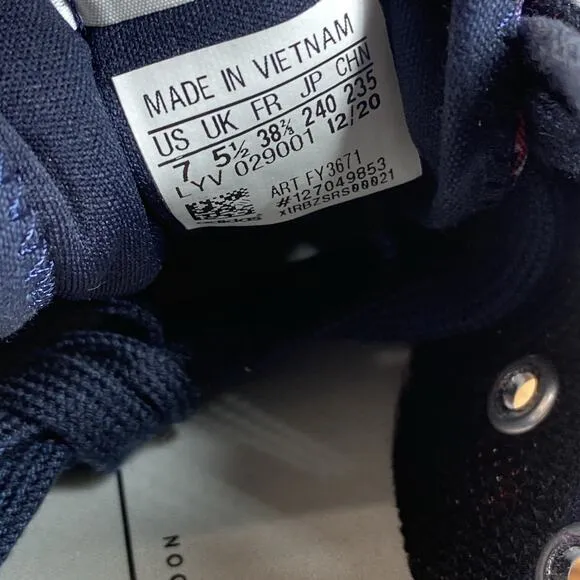 MADE IN VIETNAM
US UK FR JP CHN
7 5½ 38⅔ 240 235
LYV 029001 12/20
ART FY3671
#127049853
adidas